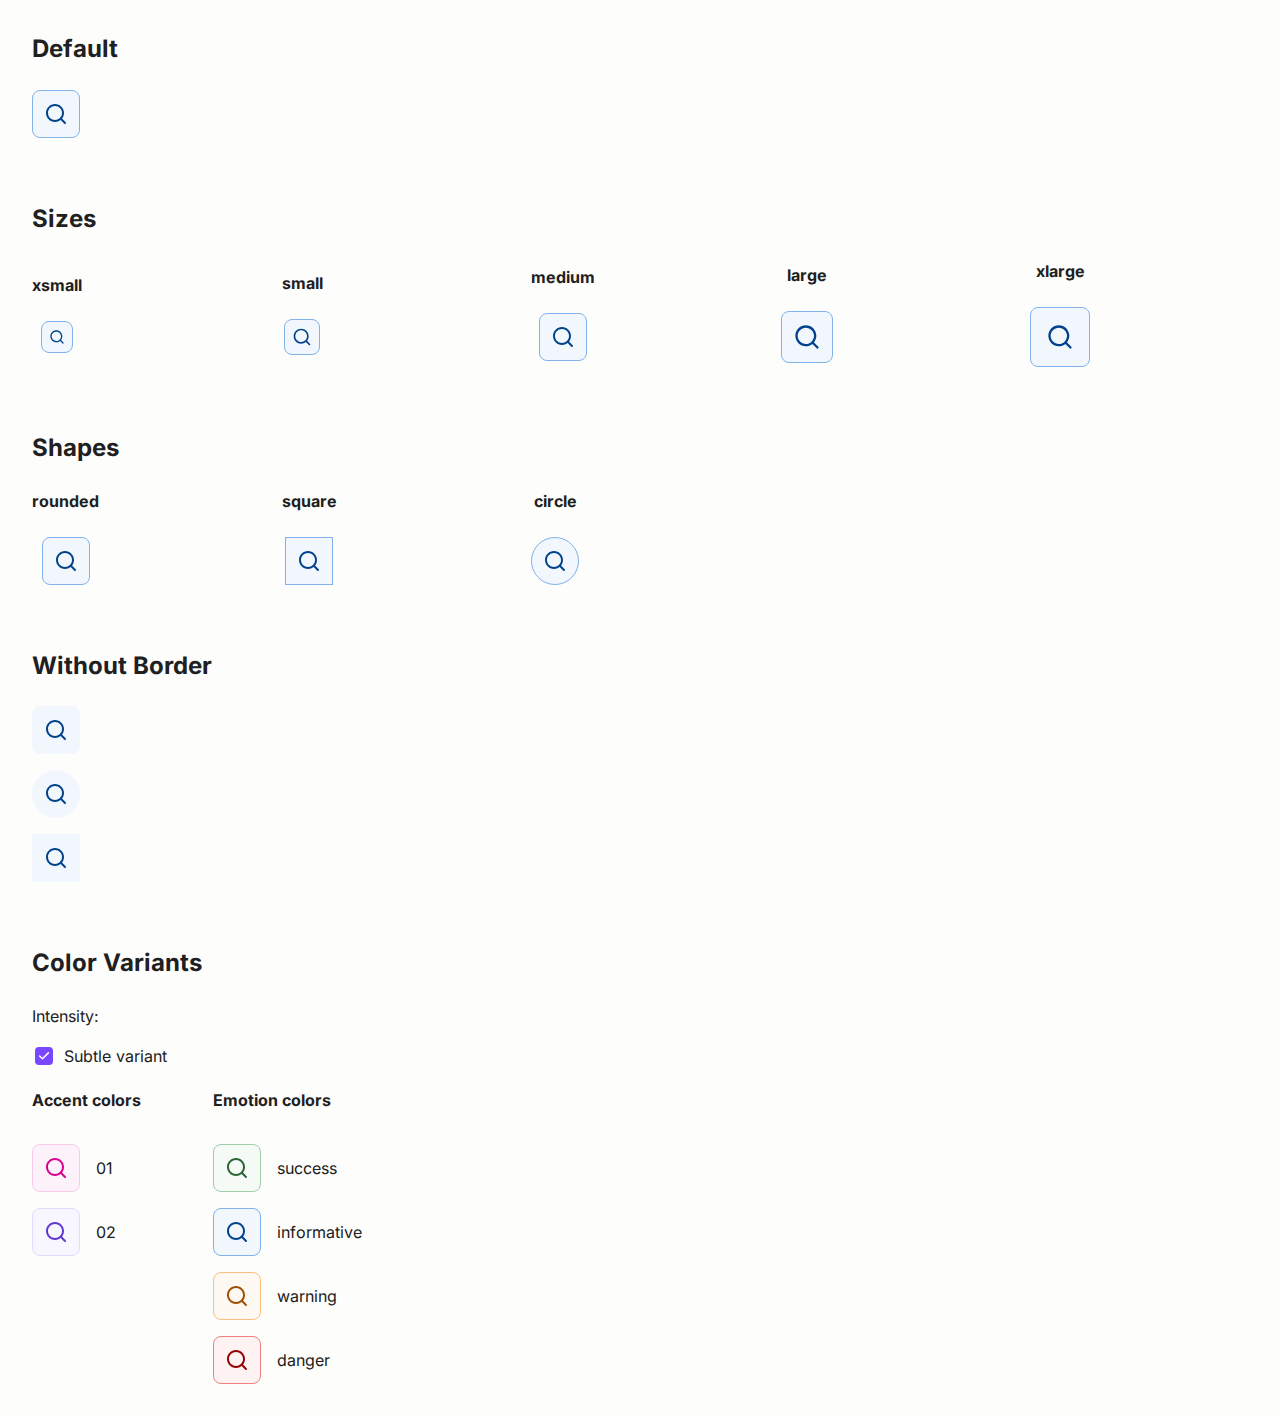 Default
Sizes
xsmall small medium large xlarge
Shapes
rounded square circle
Without Border
Color Variants
Intensity:
Subtle variant
Accent colors Emotion colors
01 success
02 informative
warning
danger